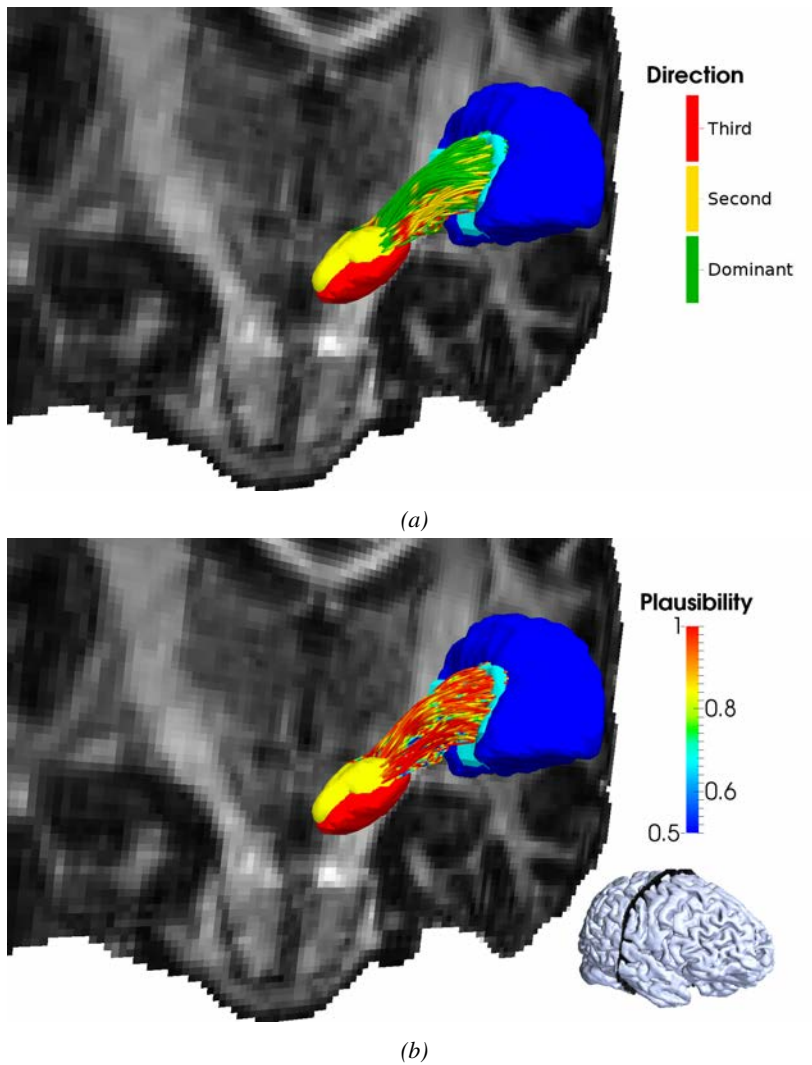 Direction
Third
Second
Dominant
(a)
Plausibility
1
0.8
0.6
0.5
(b)